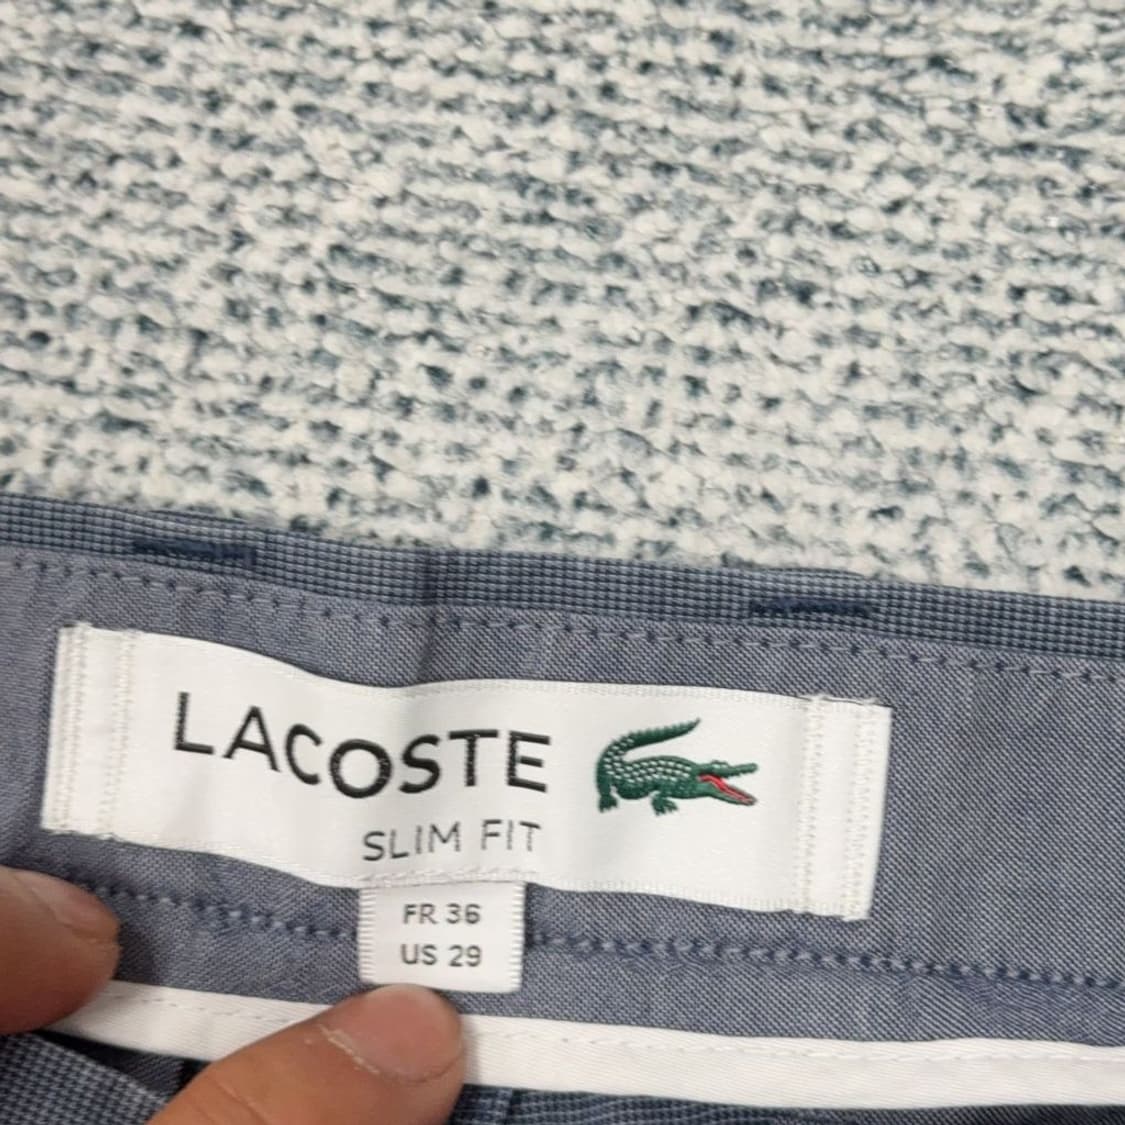 LACOSTE
SLIM FIT
FR 36
US 29